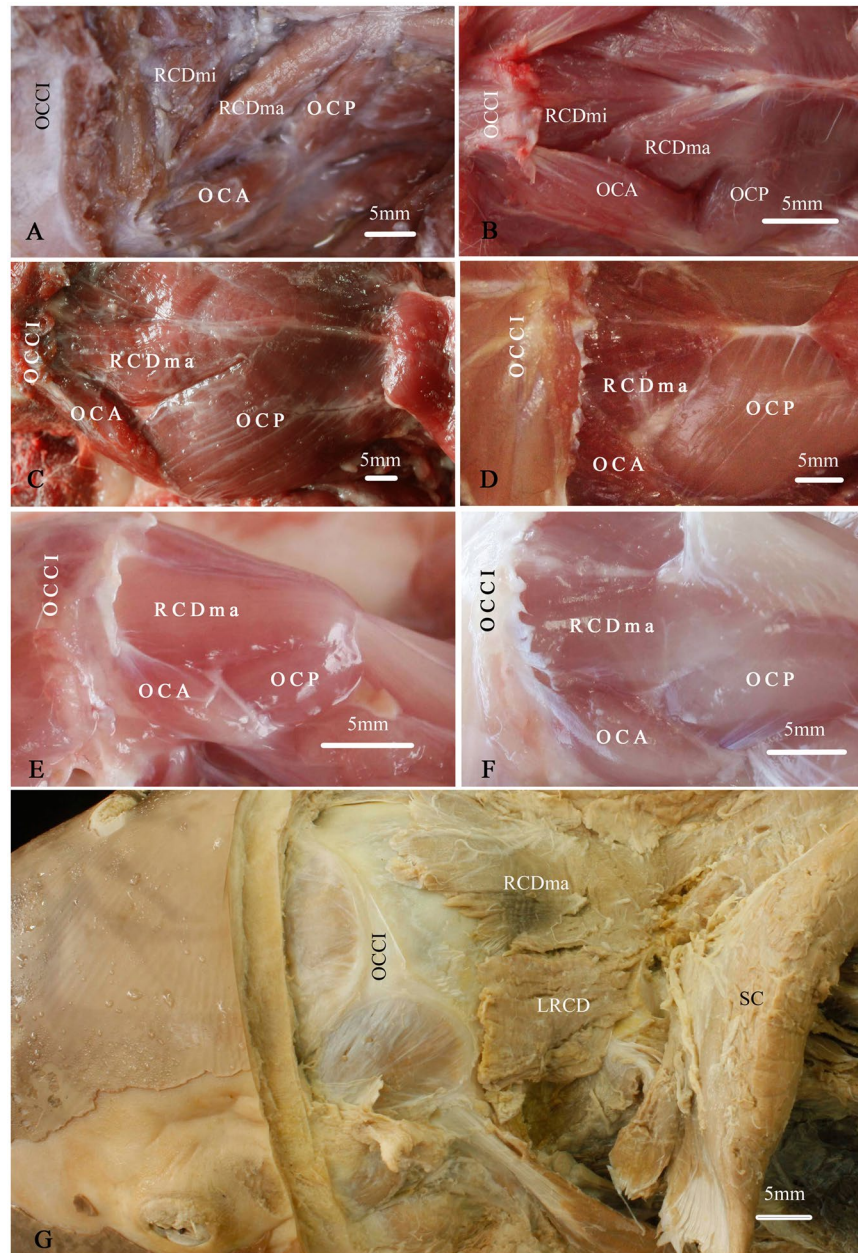 OCCI
RCDmi
RCDma
OCP
OCA
5mm
A
OCCI
RCDmi
RCDma
OCA
OCP
5mm
B
OCCI
RCDma
OCA
OCP
5mm
C
OCCI
RCDma
OCP
OCA
5mm
D
OCCI
RCDma
OCA
OCP
5mm
E
OCCI
RCDma
OCP
OCA
5mm
F
RCDma
OCCI
LRCD
SC
5mm
G